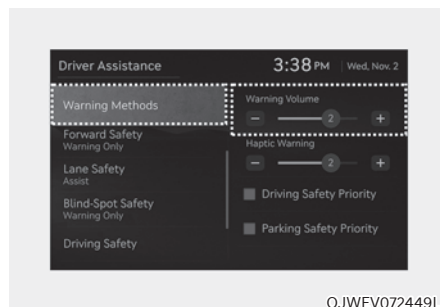 Driver Assistance
3:38 PM Wed, Nov. 2
Warning Methods
Forward Safety
Warning Only
Lane Safety
Assist
Blind-Spot Safety
Warning Only
Driving Safety
Warning Volume
− 2 +
Haptic Warning
− 2 +
Driving Safety Priority
Parking Safety Priority
OJWEV072449L